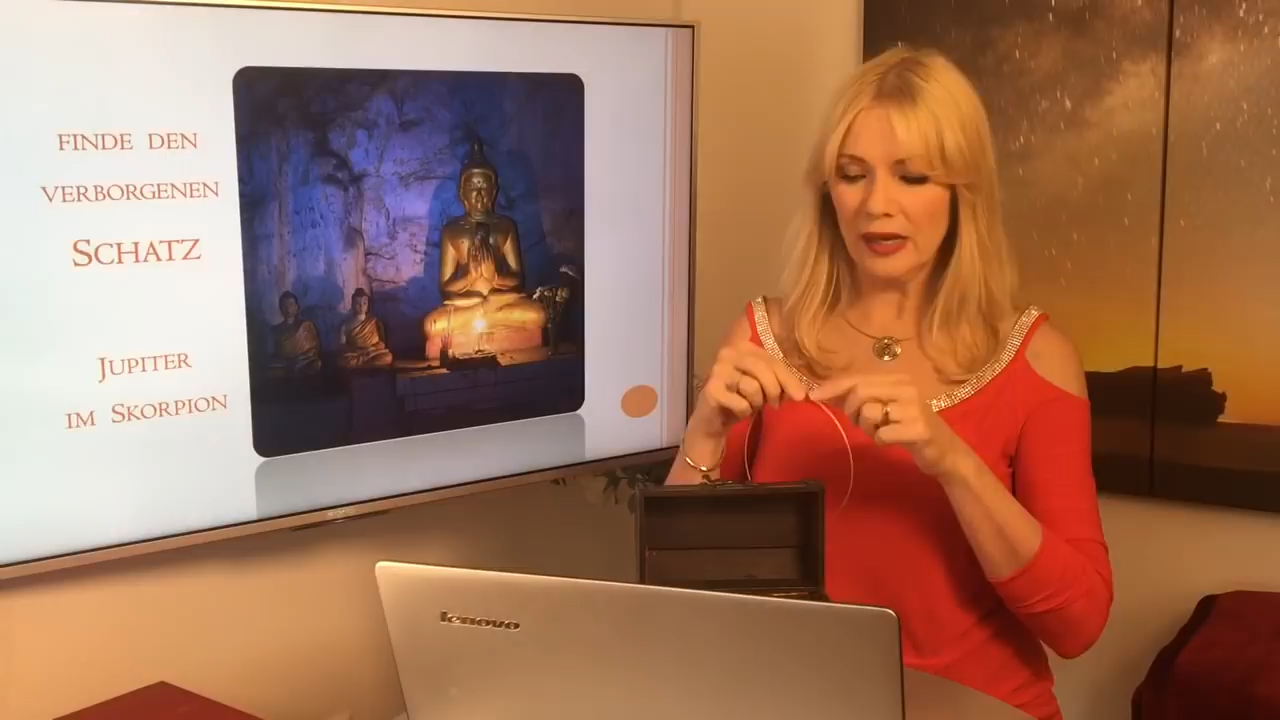 FINDE DEN
VERBORGENEN
SCHATZ
JUPITER
IM SKORPION
lenovo